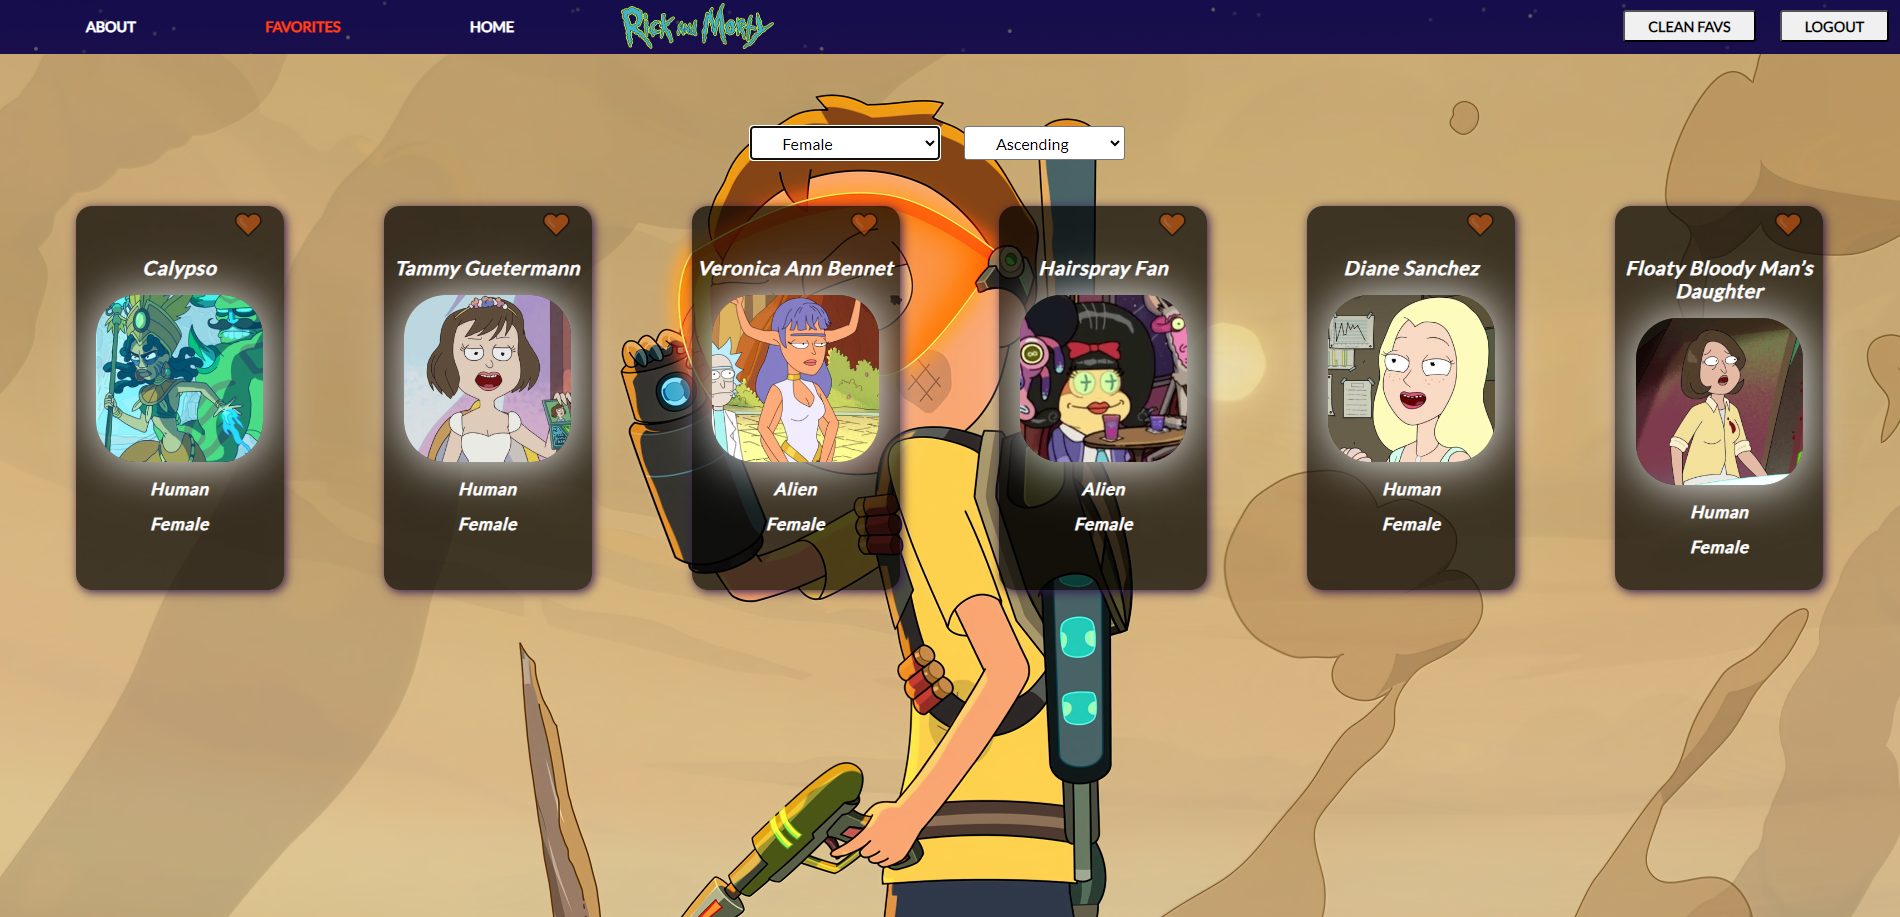 ABOUT
FAVORITES
HOME
Rick and Morty
CLEAN FAVS
LOGOUT
Female
Ascending
Calypso
Human
Female
Tammy Guetermann
Human
Female
Veronica Ann Bennet
Alien
Female
Hairspray Fan
Alien
Female
Diane Sanchez
Human
Female
Floaty Bloody Man’s
Daughter
Human
Female